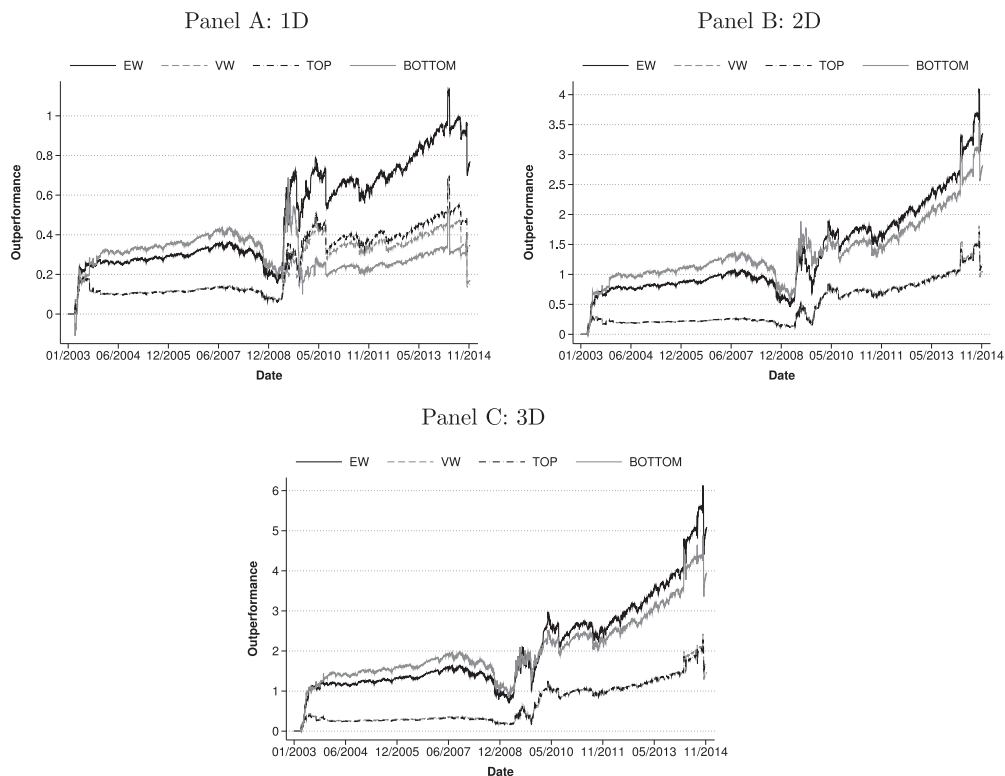 Panel A: 1D
EW VW TOP BOTTOM
1
0.8
0.6
0.4
0.2
0
Outperformance
01/2003 06/2004 12/2005 06/2007 12/2008 05/2010 11/2011 05/2013 11/2014
Date
Panel B: 2D
EW VW TOP BOTTOM
4
3.5
3
2.5
2
1.5
1
0.5
0
Outperformance
01/2003 06/2004 12/2005 06/2007 12/2008 05/2010 11/2011 05/2013 11/2014
Date
Panel C: 3D
EW VW TOP BOTTOM
6
5
4
3
2
1
0
Outperformance
01/2003 06/2004 12/2005 06/2007 12/2008 05/2010 11/2011 05/2013 11/2014
Date